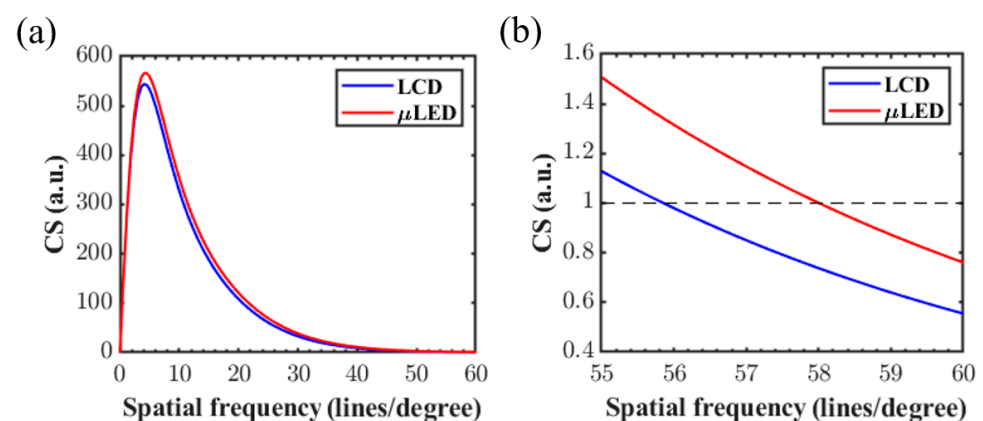 (a)
600
500
400
300
200
100
0
CS (a.u.)
LCD
μLED
0 10 20 30 40 50 60
Spatial frequency (lines/degree)
(b)
1.6
1.4
1.2
1
0.8
0.6
0.4
CS (a.u.)
LCD
μLED
55 56 57 58 59 60
Spatial frequency (lines/degree)